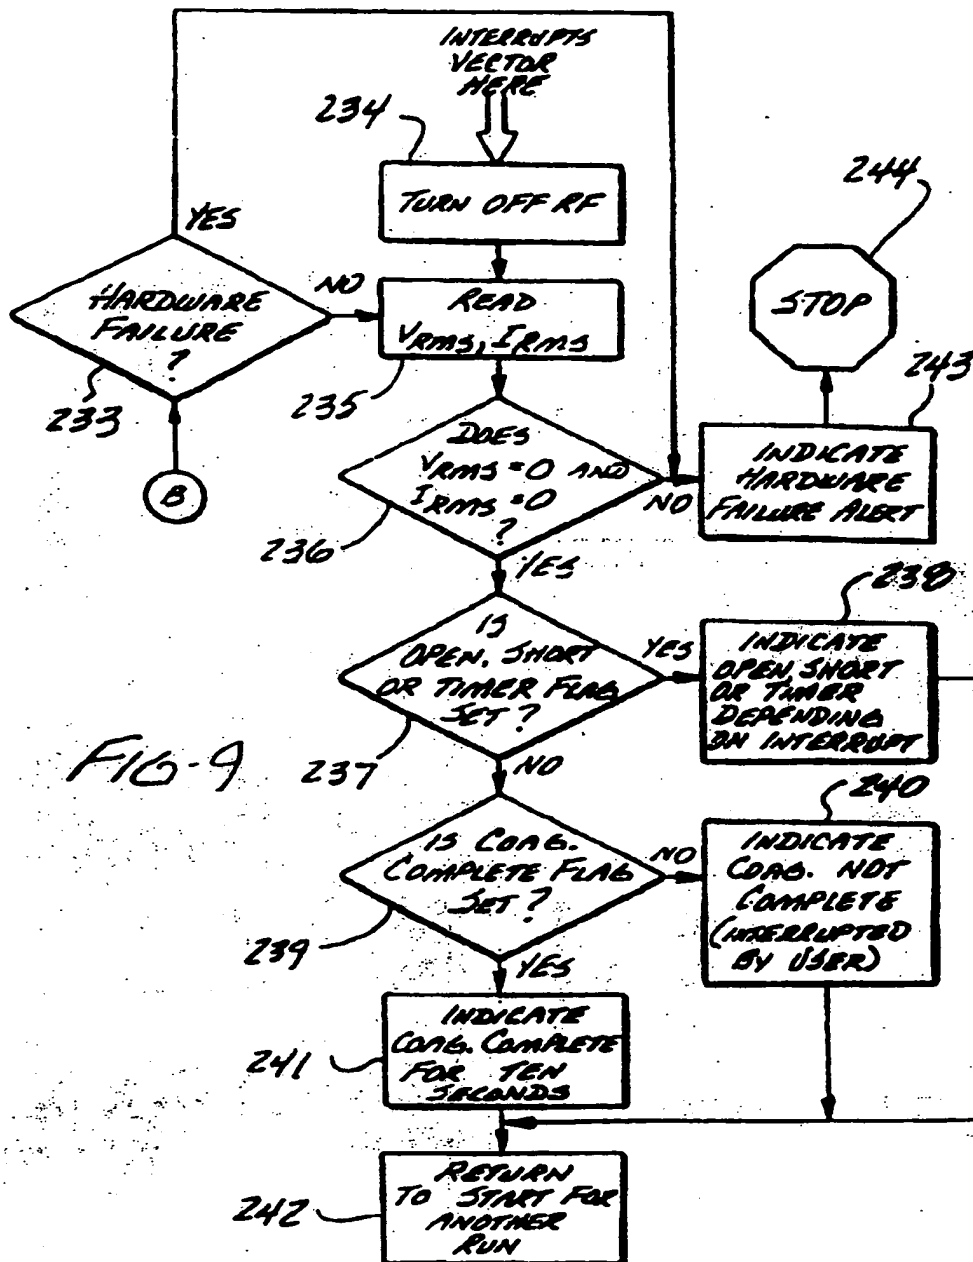 INTERRUPTS
VECTOR
HERE
234
TURN OFF RF
244
STOP
YES
HARDWARE
FAILURE
?
233
NO
READ
VRMS, IRMS
235
B
DOES
VRMS = 0 AND
IRMS = 0
?
236
NO
YES
243
INDICATE
HARDWARE
FAILURE ALERT
IS
OPEN, SHORT
OR TIMER FLAG
SET?
237
YES
NO
238
INDICATE
OPEN, SHORT
OR TIMER
DEPENDING
ON INTERRUPT
FIG-9
IS COAG.
COMPLETE FLAG
SET?
239
NO
YES
240
INDICATE
COAG. NOT
COMPLETE
(INTERRUPTED
BY USER)
INDICATE
COAG. COMPLETE
FOR TEN
SECONDS
241
RETURN
TO START FOR
ANOTHER
RUN
242